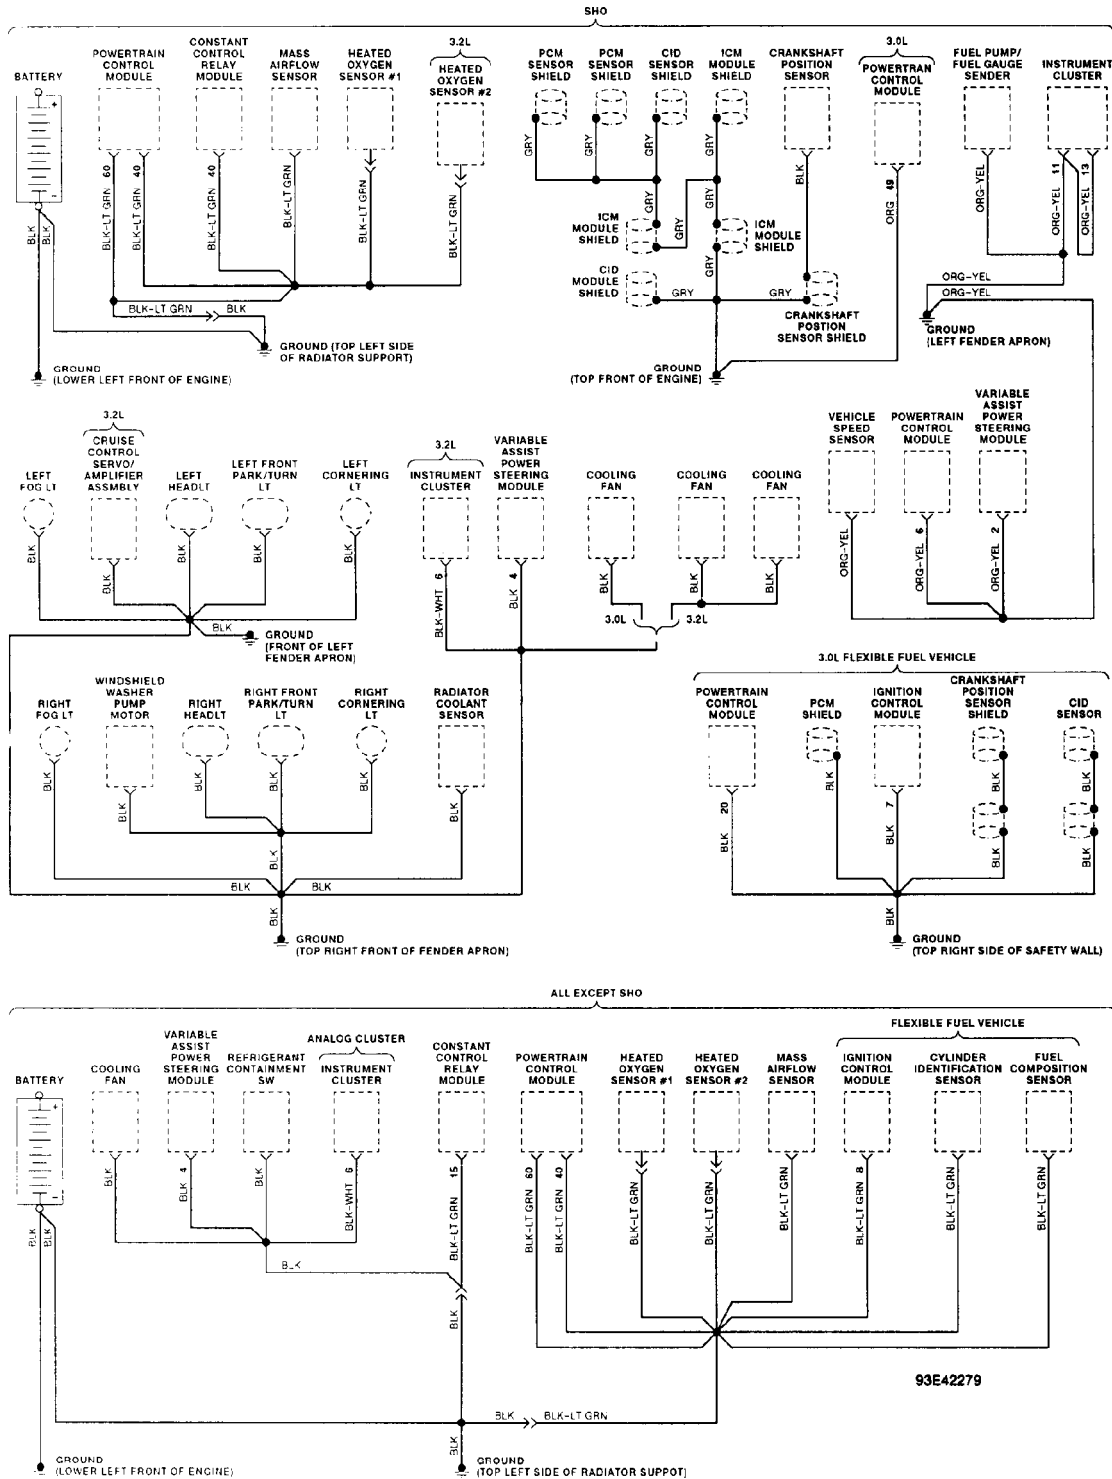 SHO
BATTERY
POWERTRAIN
CONTROL
MODULE
CONSTANT
CONTROL
RELAY
MODULE
MASS
AIRFLOW
SENSOR
HEATED
OXYGEN
SENSOR #1
3.2L
HEATED
OXYGEN
SENSOR #2
PCM
SENSOR
SHIELD
PCM
SENSOR
SHIELD
CID
SENSOR
SHIELD
ICM
MODULE
SHIELD
CRANKSHAFT
POSITION
SENSOR
3.0L
POWERTRAN
CONTROL
MODULE
FUEL PUMP/
FUEL GAUGE
SENDER
INSTRUMENT
CLUSTER
BLK
BLK
BLK-LT GRN 60
BLK-LT GRN 40
BLK-LT GRN 40
BLK-LT GRN
BLK-LT GRN
BLK-LT GRN
GRY
GRY
GRY
GRY
BLK
ORG 49
ORG-YEL
ORG-YEL 11
ORG-YEL 13
GRY
GRY
GRY
ICM
MODULE
SHIELD
ICM
MODULE
SHIELD
CID
MODULE
SHIELD
GRY
GRY
GRY
CRANKSHAFT
POSTION
SENSOR SHIELD
ORG-YEL
ORG-YEL
GROUND
(LEFT FENDER APRON)
BLK-LT GRN
BLK
GROUND (TOP LEFT SIDE
OF RADIATOR SUPPORT)
GROUND
(LOWER LEFT FRONT OF ENGINE)
GROUND
(TOP FRONT OF ENGINE)
LEFT
FOG LT
3.2L
CRUISE
CONTROL
SERVO/
AMPLIFIER
ASSMBLY
LEFT
HEADLT
LEFT FRONT
PARK/TURN
LT
LEFT
CORNERING
LT
3.2L
INSTRUMENT
CLUSTER
VARIABLE
ASSIST
POWER
STEERING
MODULE
COOLING
FAN
COOLING
FAN
COOLING
FAN
VEHICLE
SPEED
SENSOR
POWERTRAIN
CONTROL
MODULE
VARIABLE
ASSIST
POWER
STEERING
MODULE
BLK
BLK
BLK
BLK
BLK
BLK-WHT 6
BLK 4
BLK
BLK
BLK
ORG-YEL
ORG-YEL 6
ORG-YEL 2
3.0L
3.2L
BLK
GROUND
(FRONT OF LEFT
FENDER APRON)
RIGHT
FOG LT
WINDSHIELD
WASHER
PUMP
MOTOR
RIGHT
HEADLT
RIGHT FRONT
PARK/TURN
LT
RIGHT
CORNERING
LT
RADIATOR
COOLANT
SENSOR
BLK
BLK
BLK
BLK
BLK
BLK
BLK
BLK
BLK
BLK
GROUND
(TOP RIGHT FRONT OF FENDER APRON)
3.0L FLEXIBLE FUEL VEHICLE
POWERTRAIN
CONTROL
MODULE
PCM
SHIELD
IGNITION
CONTROL
MODULE
CRANKSHAFT
POSITION
SENSOR
SHIELD
CID
SENSOR
BLK 20
BLK
BLK 7
BLK
BLK
BLK
BLK
BLK
GROUND
(TOP RIGHT SIDE OF SAFETY WALL)
ALL EXCEPT SHO
BATTERY
COOLING
FAN
VARIABLE
ASSIST
POWER
STEERING
MODULE
REFRIGERANT
CONTAINMENT
SW
ANALOG CLUSTER
INSTRUMENT
CLUSTER
CONSTANT
CONTROL
RELAY
MODULE
POWERTRAIN
CONTROL
MODULE
HEATED
OXYGEN
SENSOR #1
HEATED
OXYGEN
SENSOR #2
MASS
AIRFLOW
SENSOR
FLEXIBLE FUEL VEHICLE
IGNITION
CONTROL
MODULE
CYLINDER
IDENTIFICATION
SENSOR
FUEL
COMPOSITION
SENSOR
BLK
BLK
BLK
BLK 4
BLK
BLK-WHT 6
BLK-LT GRN 15
BLK-LT GRN 60
BLK-LT GRN 40
BLK-LT GRN
BLK-LT GRN
BLK-LT GRN
BLK-LT GRN 8
BLK-LT GRN
BLK-LT GRN
BLK
BLK
93E42279
BLK
BLK-LT GRN
BLK
GROUND
(LOWER LEFT FRONT OF ENGINE)
GROUND
(TOP LEFT SIDE OF RADIATOR SUPPOT)